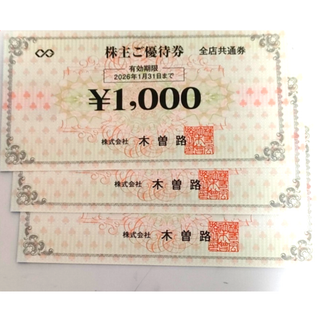 株主ご優待券 全店共通券
有効期限
2026年1月31日まで
¥1,000
株式会社 木曽路
株式会社 木曽路
株式会社 木曽路